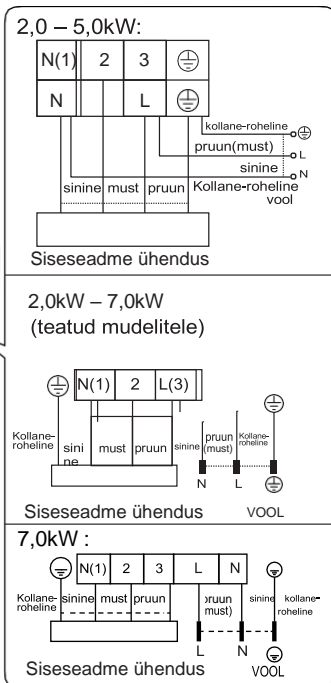 2,0 – 5,0kW:
N(1) 2 3
N L
kollane-roheline
pruun(must) L
sinine N
sinine must pruun Kollane-roheline
vool
Siseseadme ühendus
2,0kW – 7,0kW
(teatud mudelitele)
N(1) 2 L(3)
Kollane-
roheline
sini
ne
must pruun sinine pruun
(must)
Kollane-
roheline
N L
Siseseadme ühendus VOOL
7,0kW :
N(1) 2 3 L N
Kollane-
roheline
sinine must pruun
pruun
must)
sinine kollane-
roheline
L N
Siseseadme ühendus VOOL